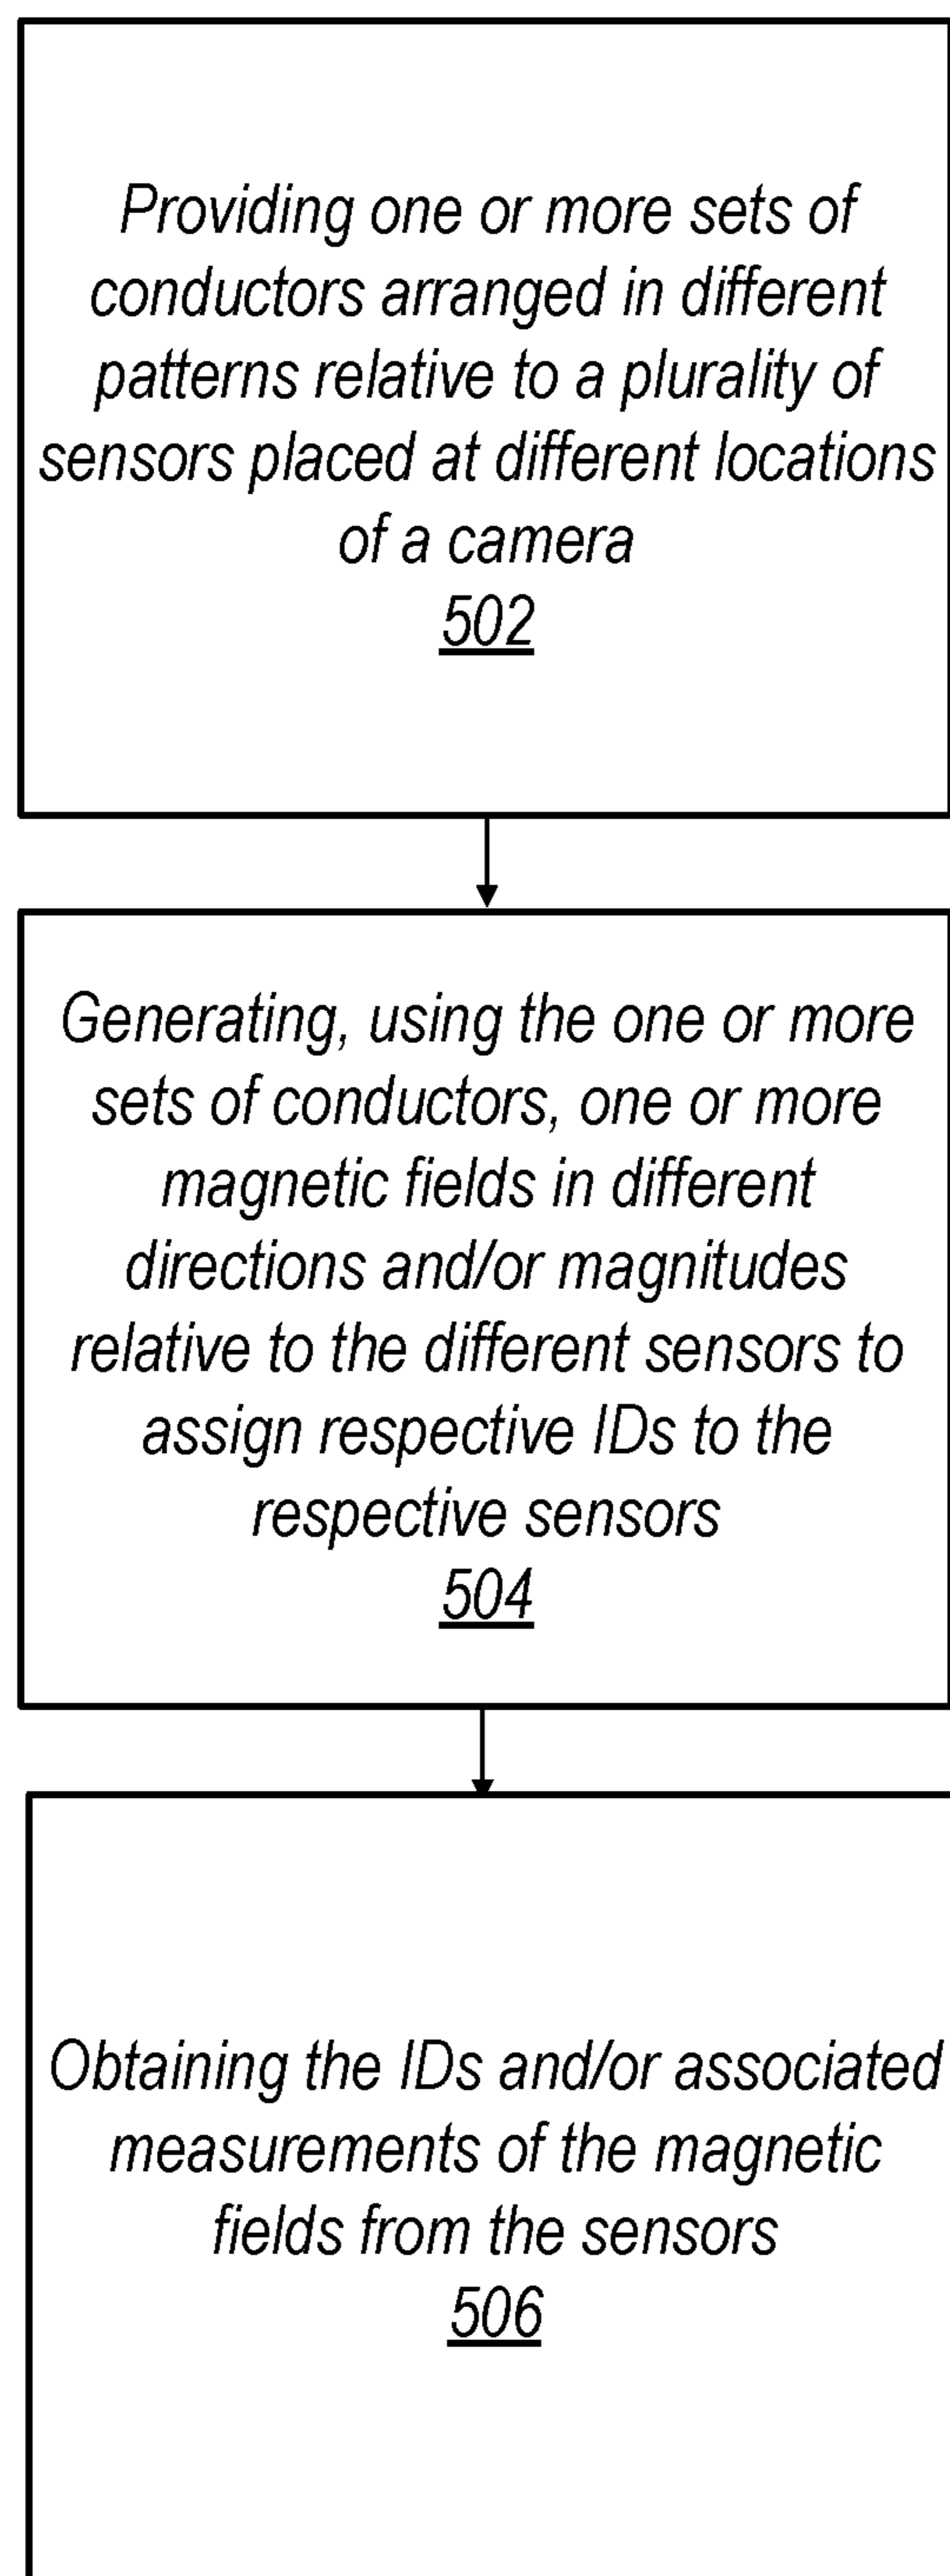 Providing one or more sets of
conductors arranged in different
patterns relative to a plurality of
sensors placed at different locations
of a camera
502
Generating, using the one or more
sets of conductors, one or more
magnetic fields in different
directions and/or magnitudes
relative to the different sensors to
assign respective IDs to the
respective sensors
504
Obtaining the IDs and/or associated
measurements of the magnetic
fields from the sensors
506